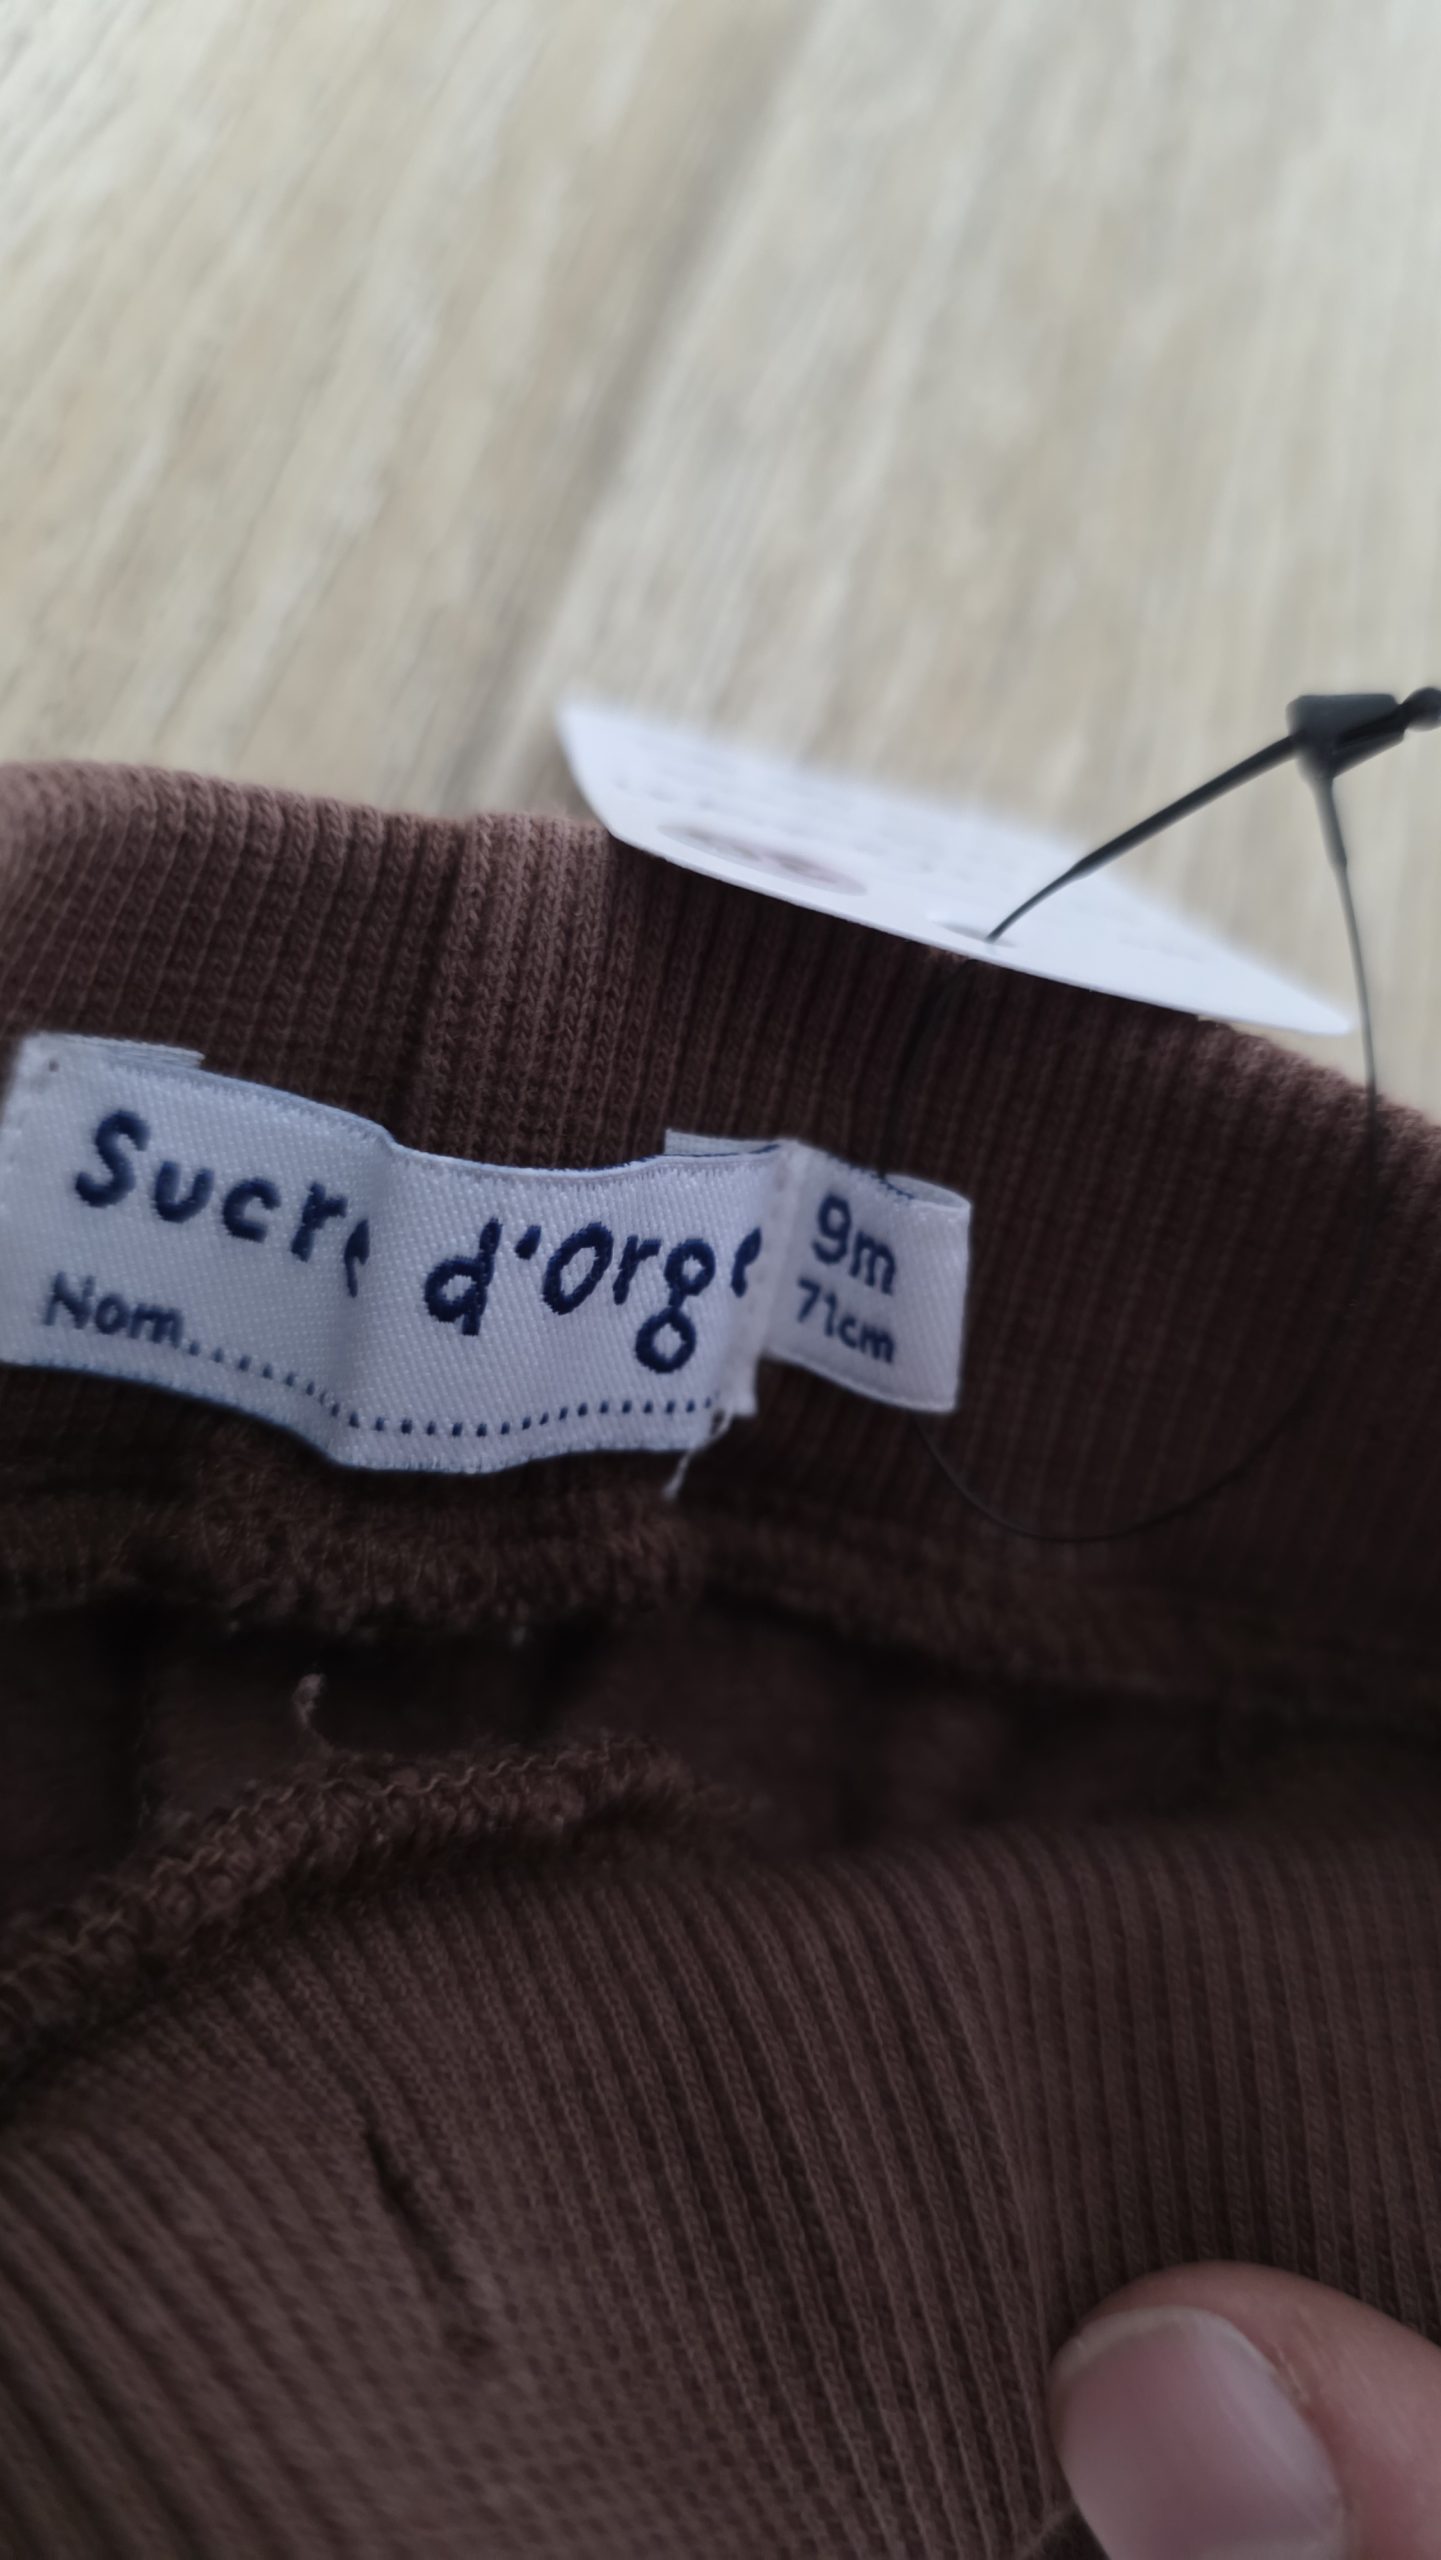 Sucre d'Orge
Nom..............................
9m
71cm